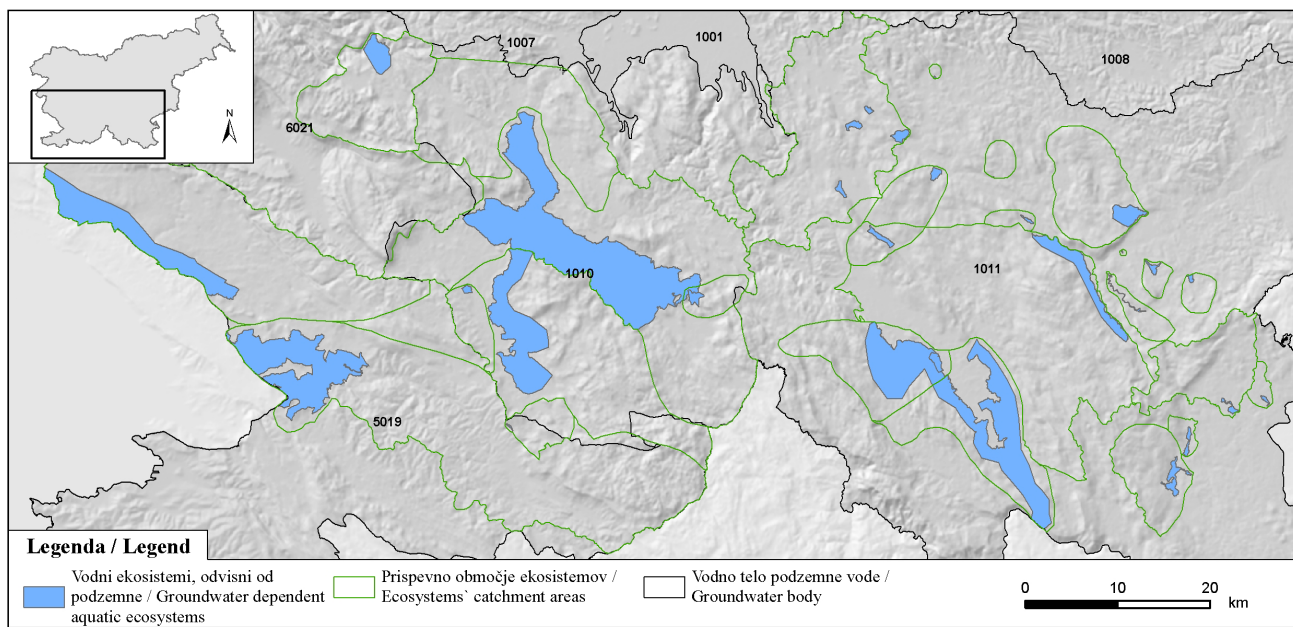 N
1007
1001
1008
6021
1010
1011
5019
Legenda / Legend
Vodni ekosistemi, odvisni od
podzemne / Groundwater dependent
aquatic ecosystems
Prispevno območje ekosistemov /
Ecosystems` catchment areas
Vodno telo podzemne vode /
Groundwater body
0 10 20
km